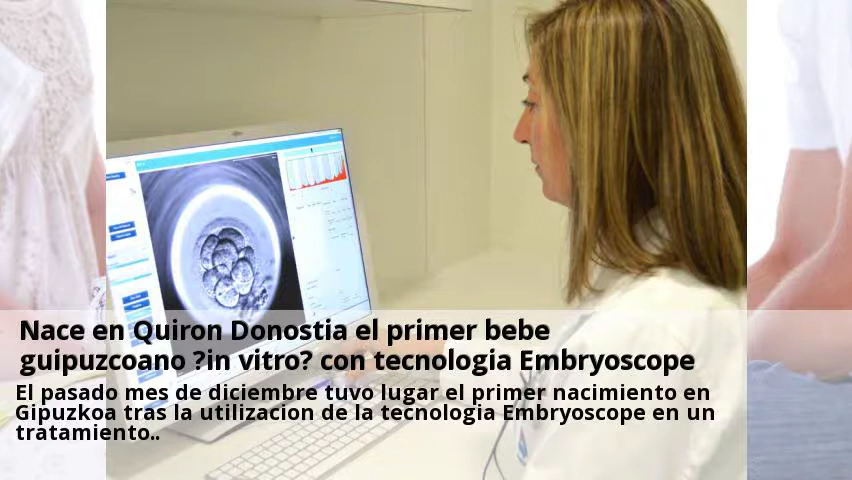 Nace en Quiron Donostia el primer bebe
guipuzcoano ?in vitro? con tecnologia Embryoscope
El pasado mes de diciembre tuvo lugar el primer nacimiento en
Gipuzkoa tras la utilizacion de la tecnologia Embryoscope en un
tratamiento..